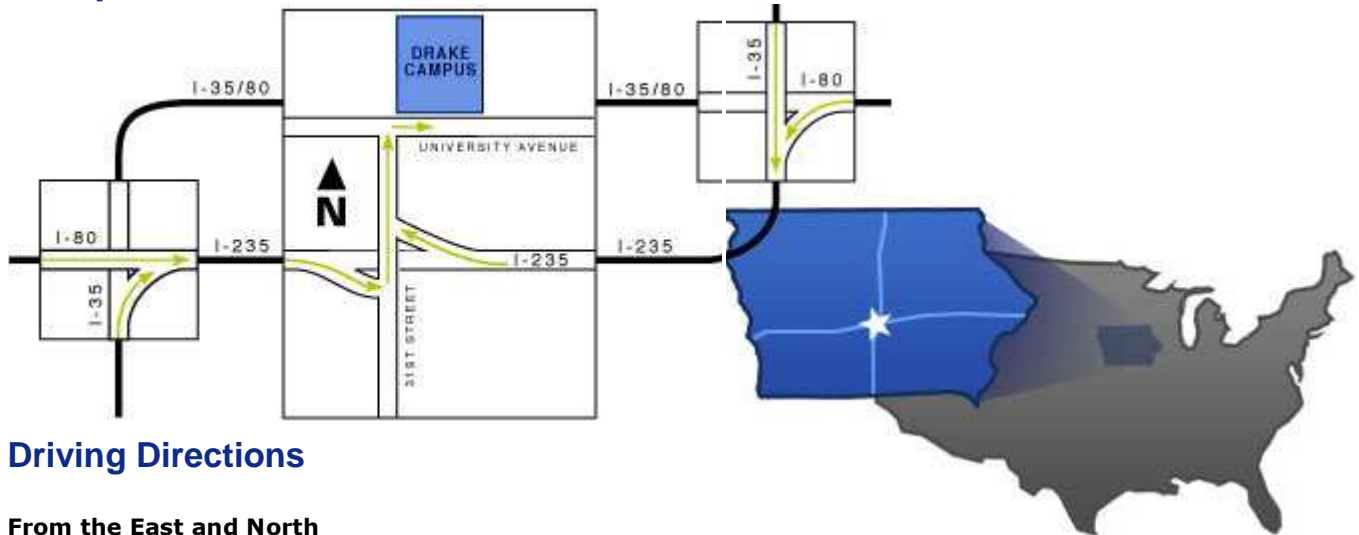 DRAKE
CAMPUS
I-35/80
I-35/80
I-35
I-80
UNIVERSITY AVENUE
N
I-80
I-235
I-235
I-235
I-35
31ST STREET
Driving Directions
From the East and North